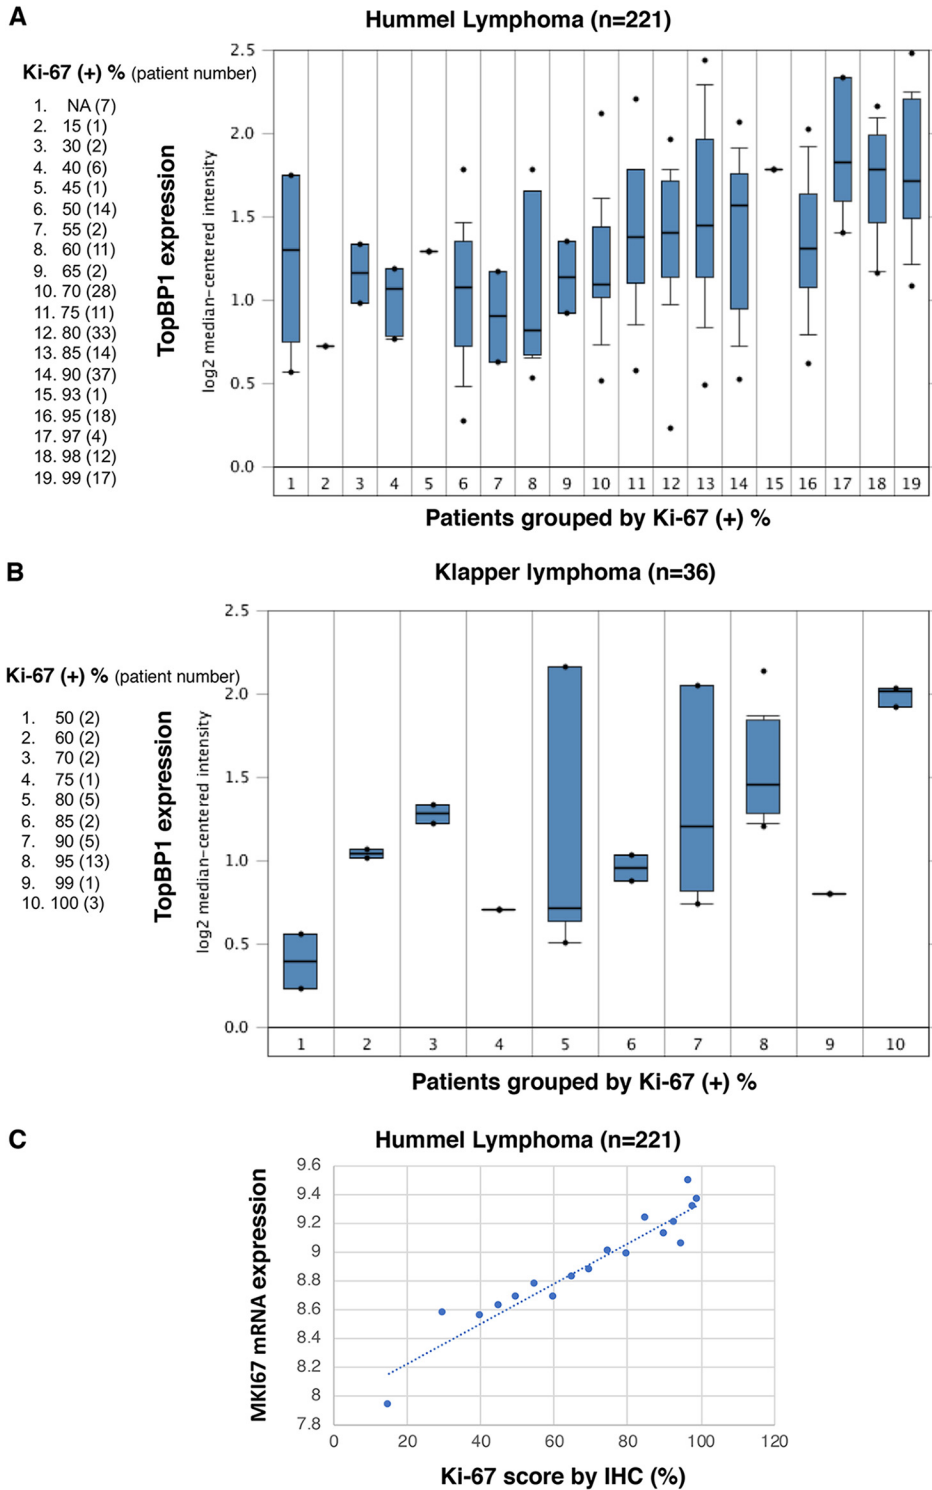 A
Hummel Lymphoma (n=221)
Ki-67 (+) % (patient number)
1. NA (7)
2. 15 (1)
3. 30 (2)
4. 40 (6)
5. 45 (1)
6. 50 (14)
7. 55 (2)
8. 60 (11)
9. 65 (2)
10. 70 (28)
11. 75 (11)
12. 80 (33)
13. 85 (14)
14. 90 (37)
15. 93 (1)
16. 95 (18)
17. 97 (4)
18. 98 (12)
19. 99 (17)
TopBP1 expression
log2 median-centered intensity
2.5
2.0
1.5
1.0
0.5
0.0
1 2 3 4 5 6 7 8 9 10 11 12 13 14 15 16 17 18 19
Patients grouped by Ki-67 (+) %
B
Klapper lymphoma (n=36)
Ki-67 (+) % (patient number)
1. 50 (2)
2. 60 (2)
3. 70 (2)
4. 75 (1)
5. 80 (5)
6. 85 (2)
7. 90 (5)
8. 95 (13)
9. 99 (1)
10. 100 (3)
TopBP1 expression
log2 median-centered intensity
2.5
2.0
1.5
1.0
0.5
0.0
1 2 3 4 5 6 7 8 9 10
Patients grouped by Ki-67 (+) %
C
Hummel Lymphoma (n=221)
MKI67 mRNA expression
9.6
9.4
9.2
9
8.8
8.6
8.4
8.2
8
7.8
0 20 40 60 80 100 120
Ki-67 score by IHC (%)